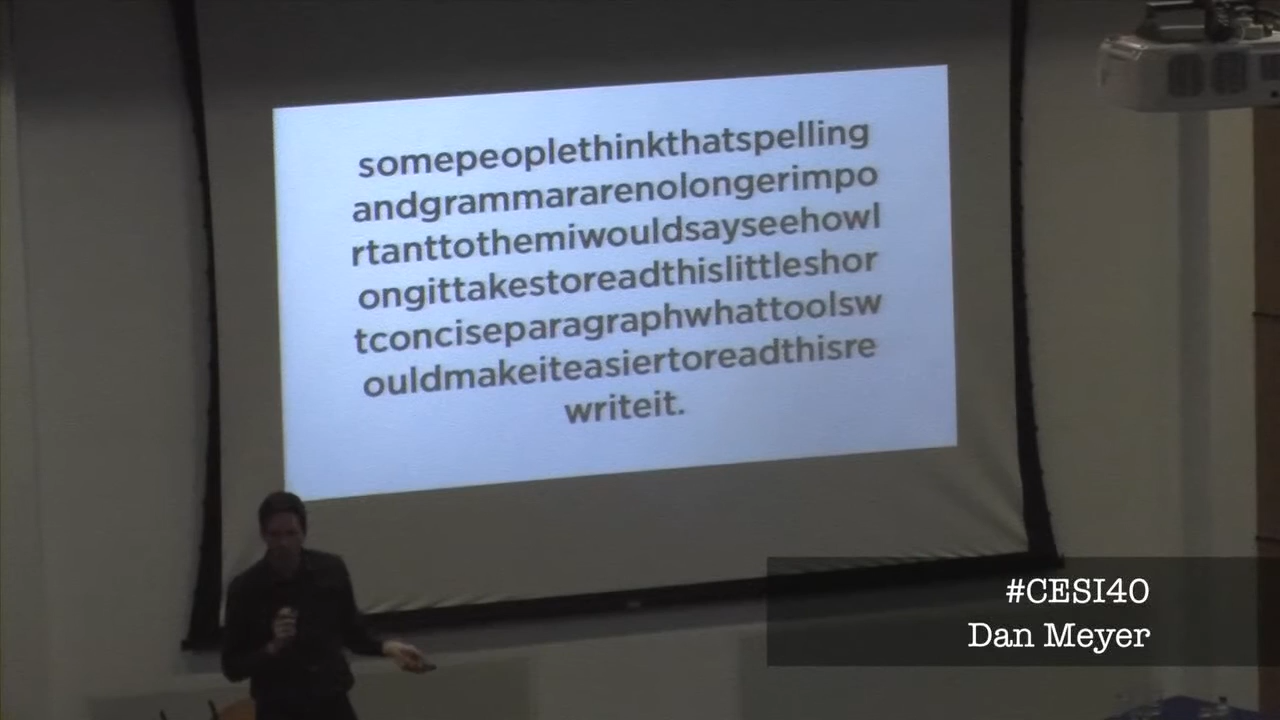 somepeoplethinkthatspelling
andgrammararenolongerimpo
rtanttothemiwouldsayseehowl
ongittakestoreadthislittleshor
tconciseparagraphwhattoolsw
ouldmakeiteasiertoreadthisre
writeit.
#CESI40
Dan Meyer